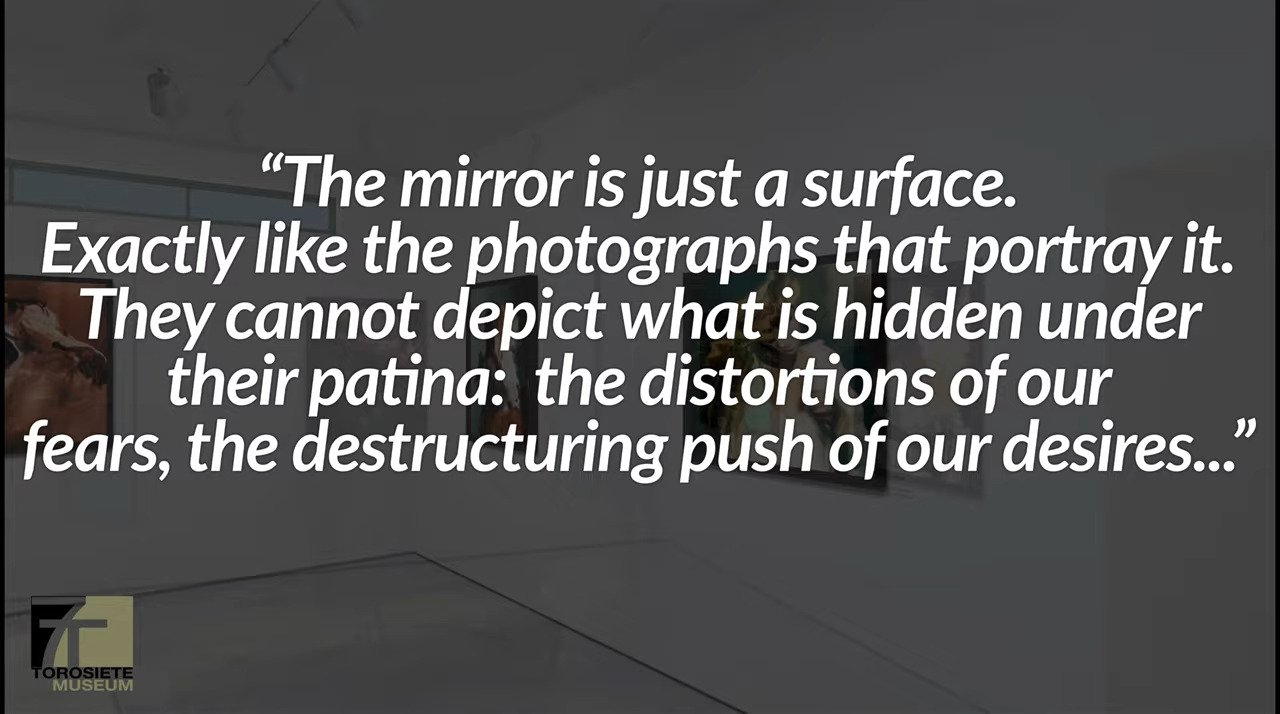 “The mirror is just a surface.
Exactly like the photographs that portray it.
They cannot depict what is hidden under
their patina:  the distortions of our
fears, the destructuring push of our desires...”
7T
TOROSIETE
MUSEUM